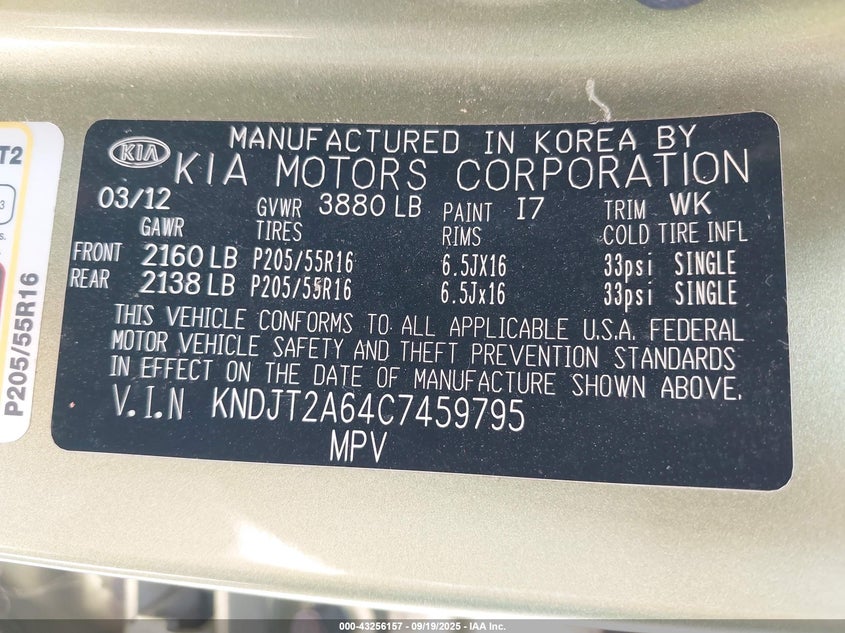 MANUFACTURED IN KOREA BY
KIA KIA MOTORS CORPORATION
03/12 GVWR 3880 LB PAINT I7 TRIM WK
GAWR TIRES RIMS COLD TIRE INFL
FRONT 2160 LB P205/55R16 6.5JX16 33psi SINGLE
REAR 2138 LB P205/55R16 6.5Jx16 33psi SINGLE
THIS VEHICLE CONFORMS TO ALL APPLICABLE U.S.A. FEDERAL
MOTOR VEHICLE SAFETY AND THEFT PREVENTION STANDARDS
IN EFFECT ON THE DATE OF MANUFACTURE SHOWN ABOVE.
V.I.N KNDJT2A64C7459795
MPV
T2
3
s.
P205/55R16
000-43256157 - 09/19/2025 - IAA Inc.